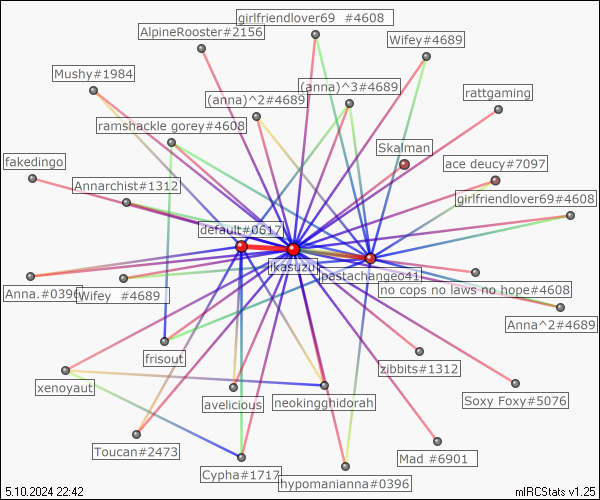 girlfriendlover69 #4608
AlpineRooster#2156
Wifey#4689
Mushy#1984
(anna)^3#4689
rattgaming
(anna)^2#4689
ramshackle gorey#4608
Skalman
fakedingo
ace deucy#7097
Annarchist#1312
girlfriendlover69#4608
default#0617
jikasuzu
pastachangeo41
no cops no laws no hope#4608
Anna.#0396
Wifey #4689
Anna^2#4689
frisout
zibbits#1312
xenoyaut
avelicious
neokingghidorah
Soxy Foxy#5076
Toucan#2473
Mad #6901
Cypha#1717
hypomanianna#0396
5.10.2024 22:42
mIRCStats v1.25